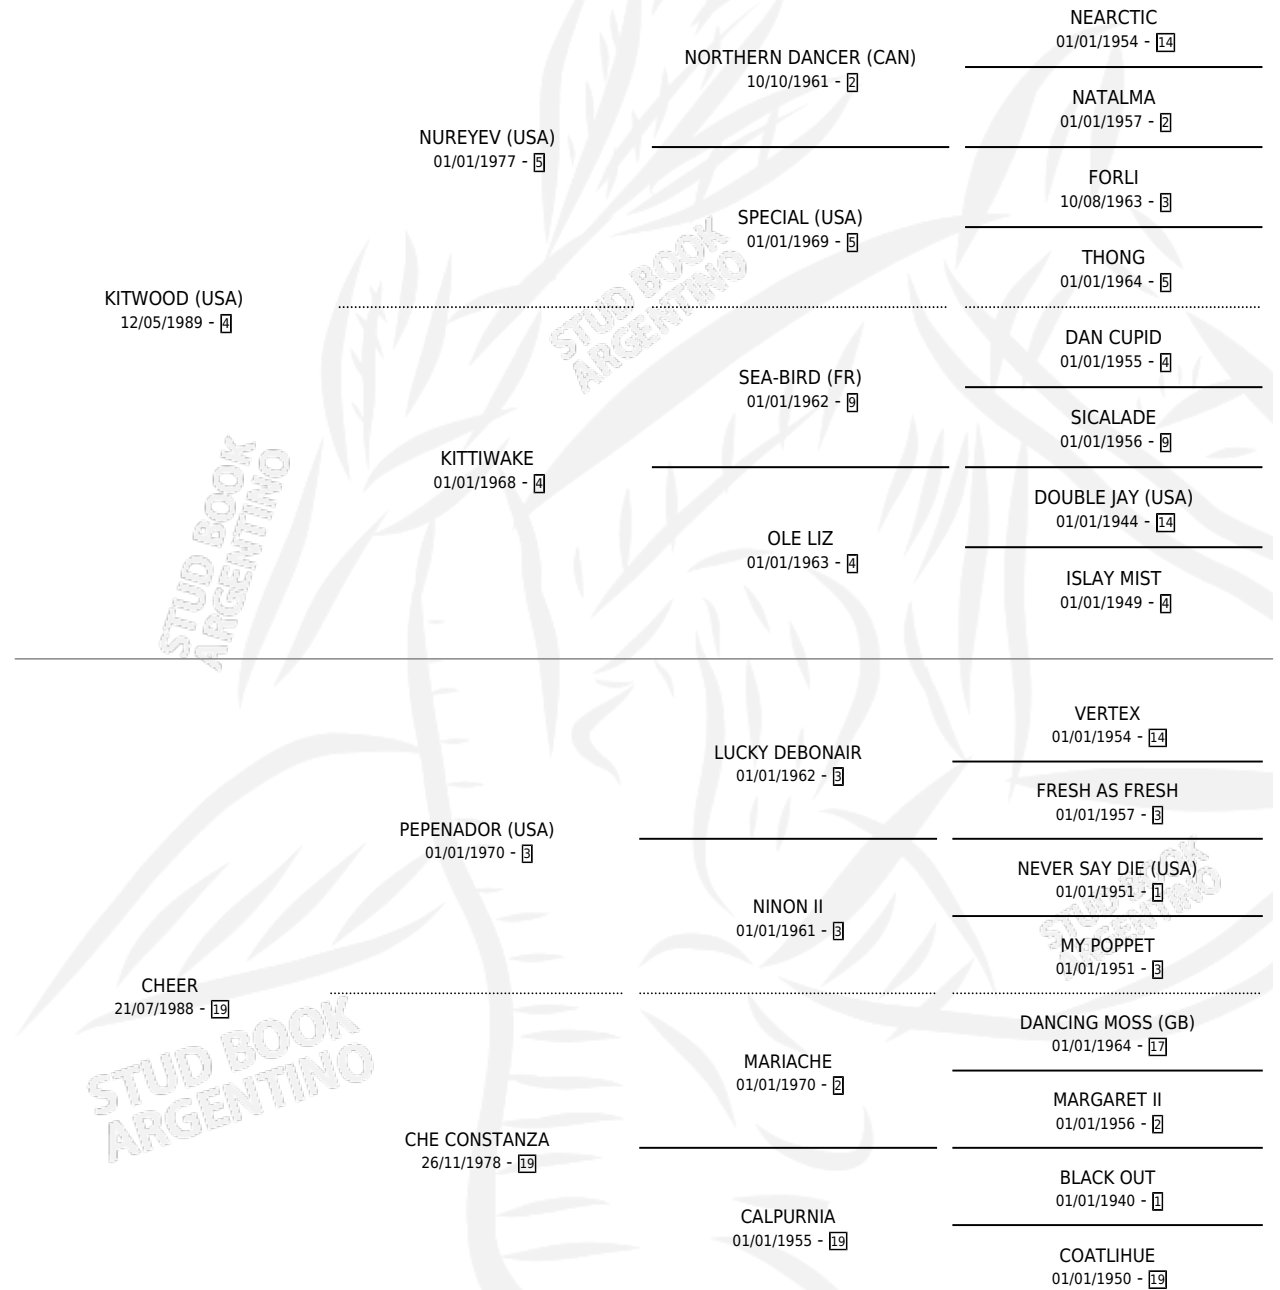 NEARCTIC
01/01/1954 - 14
NORTHERN DANCER (CAN)
10/10/1961 - 2
NATALMA
01/01/1957 - 2
NUREYEV (USA)
01/01/1977 - 5
FORLI
10/08/1963 - 3
SPECIAL (USA)
01/01/1969 - 5
THONG
01/01/1964 - 5
KITWOOD (USA)
12/05/1989 - 4
DAN CUPID
01/01/1955 - 4
SEA-BIRD (FR)
01/01/1962 - 9
SICALADE
01/01/1956 - 9
KITTIWAKE
01/01/1968 - 4
DOUBLE JAY (USA)
01/01/1944 - 14
OLE LIZ
01/01/1963 - 4
ISLAY MIST
01/01/1949 - 4
VERTEX
01/01/1954 - 14
LUCKY DEBONAIR
01/01/1962 - 3
FRESH AS FRESH
01/01/1957 - 3
PEPENADOR (USA)
01/01/1970 - 3
NEVER SAY DIE (USA)
01/01/1951 - 1
NINON II
01/01/1961 - 3
MY POPPET
01/01/1951 - 3
CHEER
21/07/1988 - 19
DANCING MOSS (GB)
01/01/1964 - 17
MARIACHE
01/01/1970 - 2
MARGARET II
01/01/1956 - 2
CHE CONSTANZA
26/11/1978 - 19
BLACK OUT
01/01/1940 - 1
CALPURNIA
01/01/1955 - 19
COATLIHUE
01/01/1950 - 19
STUD BOOK
ARGENTINO
STUD BOOK
ARGENTINO
STUD BOOK
ARGENTINO
STUD BOOK
ARGENTINO